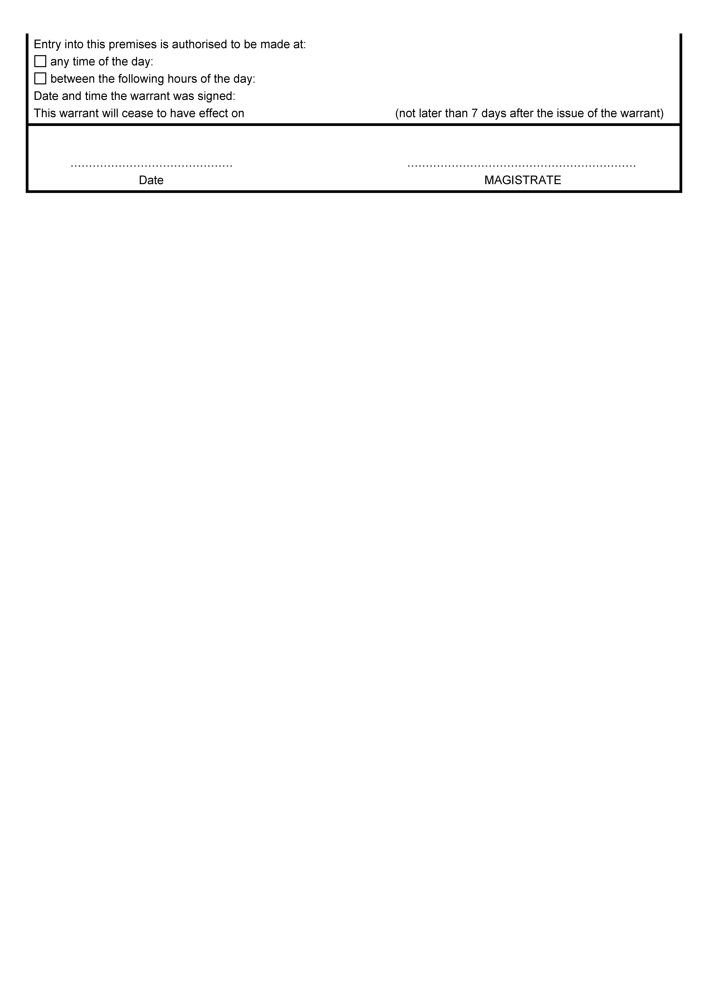 Entry into this premises is authorised to be made at:
☐ any time of the day:
☐ between the following hours of the day:
Date and time the warrant was signed:
This warrant will cease to have effect on (not later than 7 days after the issue of the warrant)
............................................ ..............................................................
Date MAGISTRATE